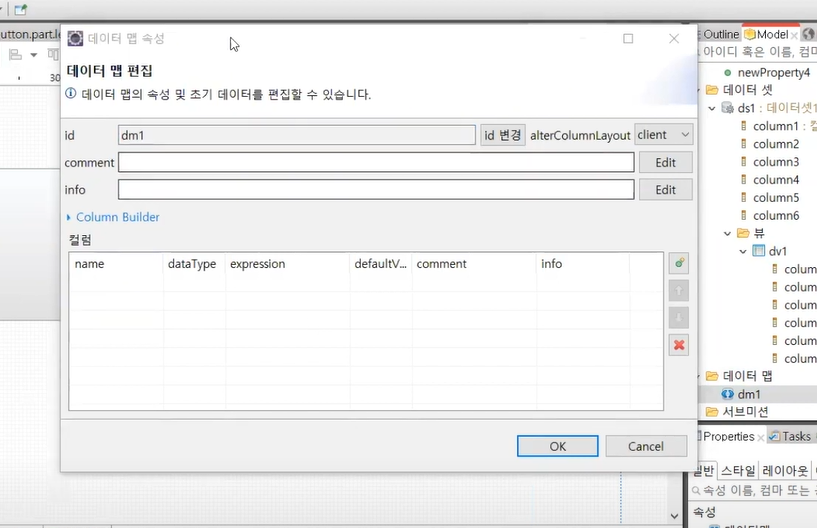 utton.part.le
30
데이터 맵 속성
데이터 맵 편집
데이터 맵의 속성 및 초기 데이터를 편집할 수 있습니다.
id dm1 id 변경 alterColumnLayout client
comment Edit
info Edit
Column Builder
컬럼
name dataType expression defaultV... comment info
OK Cancel
Outline Model
아이디 혹은 이름, 컴마
newProperty4
데이터 셋
ds1 : 데이터셋1
column1 : 컬
column2
column3
column4
column5
column6
뷰
dv1
colum
colum
colum
colum
colum
colum
데이터 맵
dm1
서브미션
Properties Tasks
일반 스타일 레이아웃
속성 이름, 컴마 또는
속성